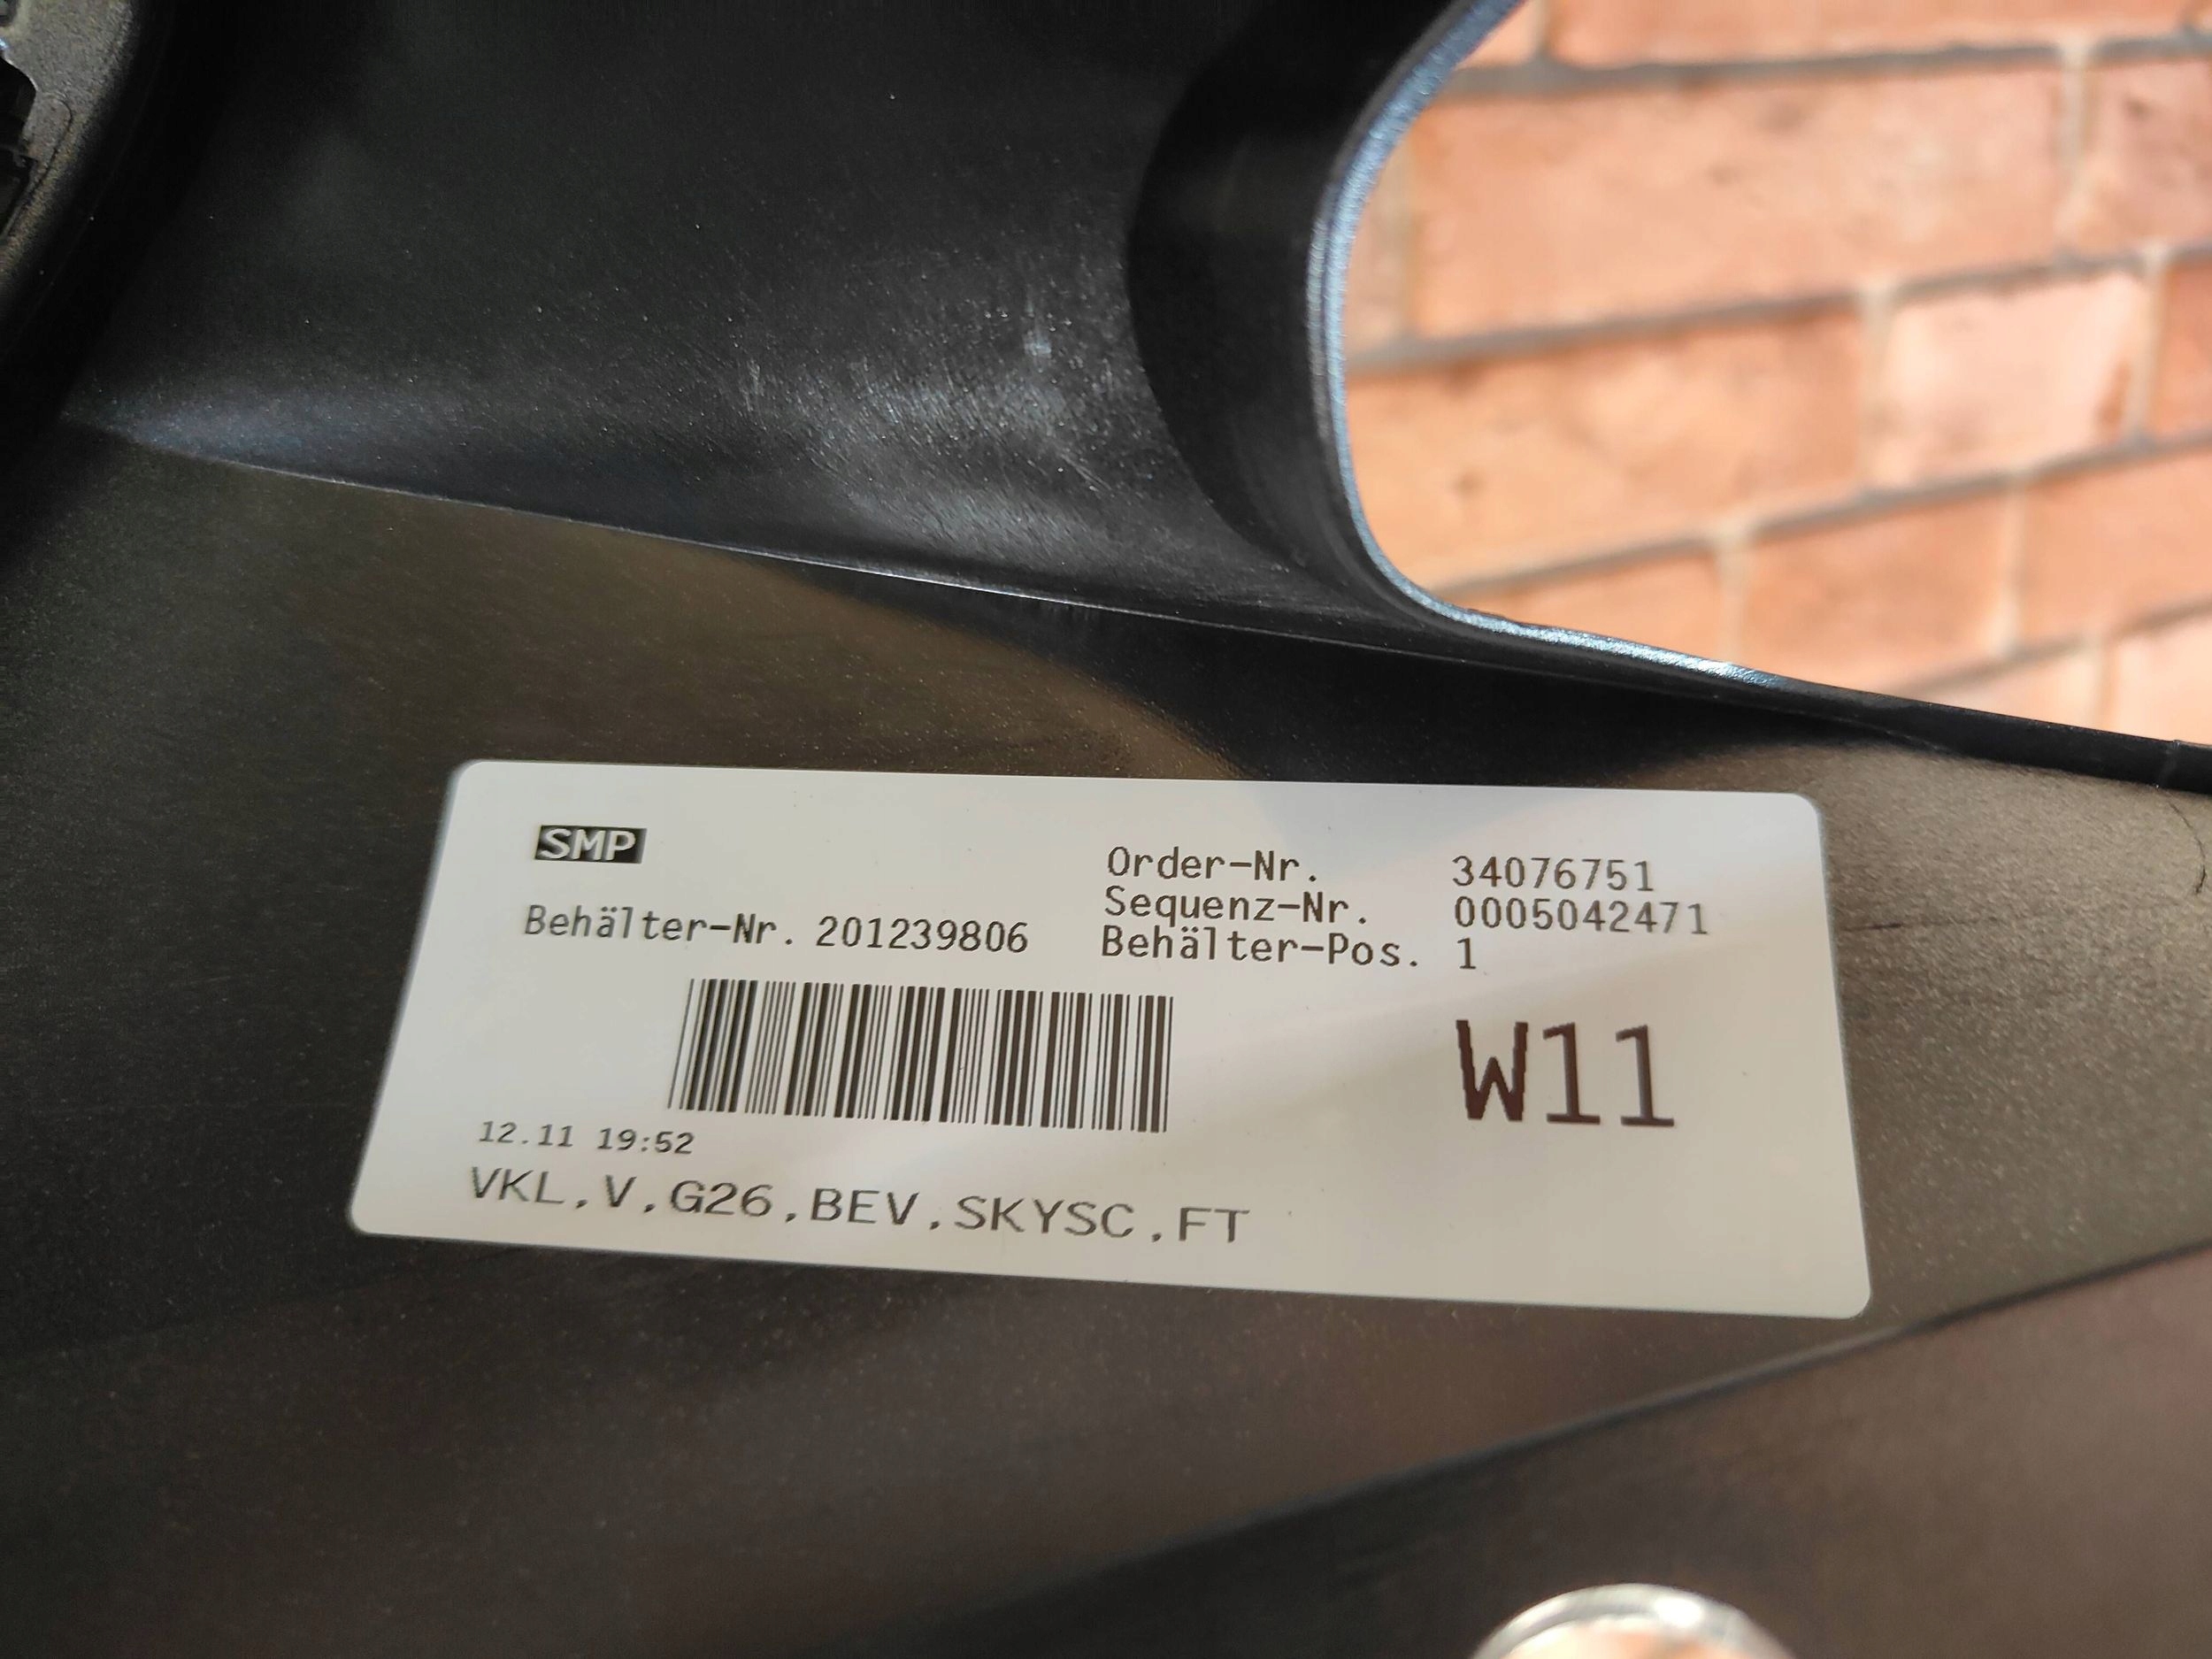 SMP
Order-Nr. 34076751
Sequenz-Nr. 0005042471
Behälter-Nr. 201239806
Behälter-Pos. 1
W11
12.11 19:52
VKL,V,G26,BEV,SKYSC,FT